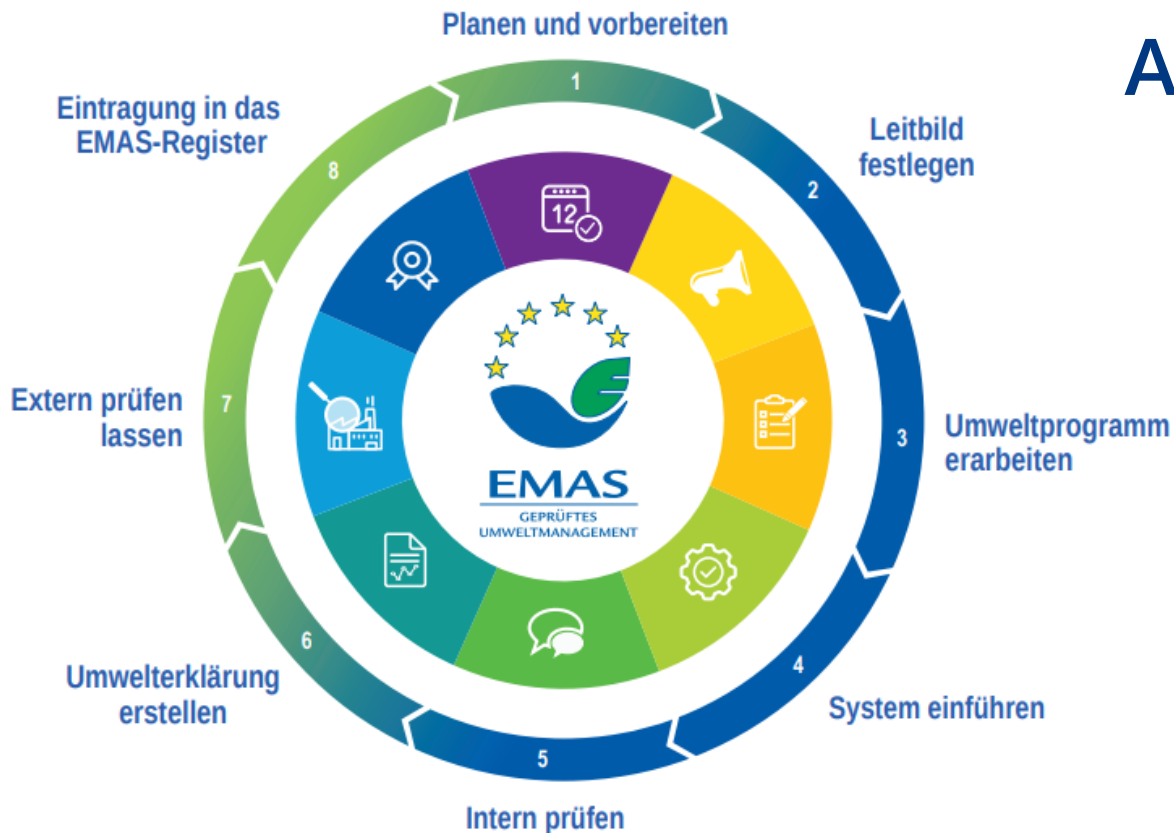 Planen und vorbereiten
A
1
Leitbild
festlegen
2
Umweltprogramm
erarbeiten
3
System einführen
4
Intern prüfen
5
Umwelterklärung
erstellen
6
Extern prüfen
lassen
7
Eintragung in das
EMAS-Register
8
12
EMAS
GEPRÜFTES
UMWELTMANAGEMENT